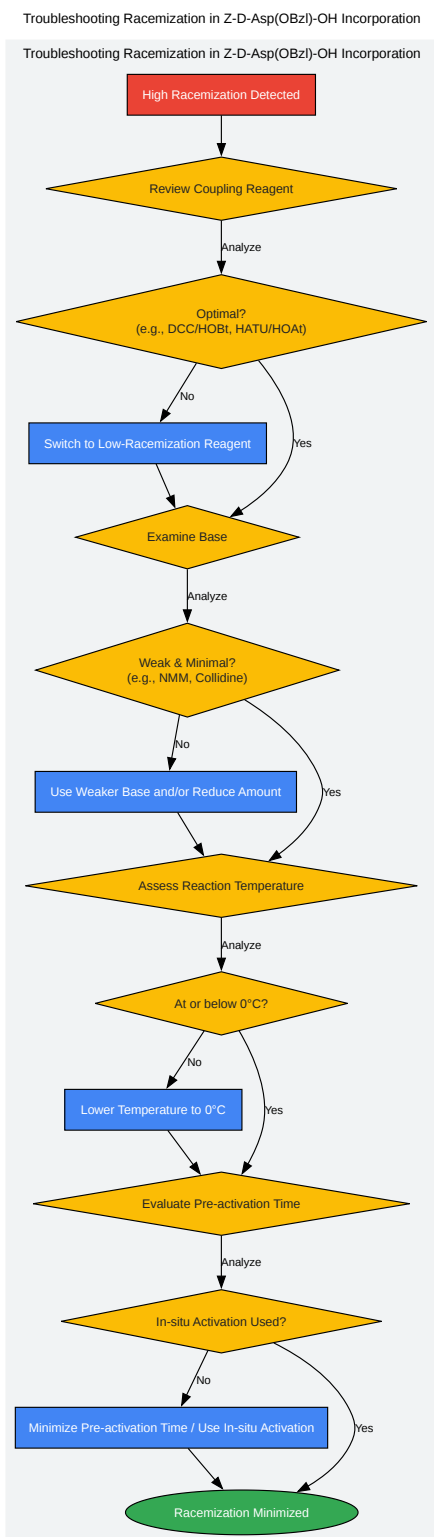 Troubleshooting Racemization in Z-D-Asp(OBzl)-OH Incorporation
Troubleshooting Racemization in Z-D-Asp(OBzl)-OH Incorporation
High Racemization Detected
Review Coupling Reagent
Analyze
Optimal?
(e.g., DCC/HOBt, HATU/HOAt)
No
Switch to Low-Racemization Reagent
Yes
Examine Base
Analyze
Weak & Minimal?
(e.g., NMM, Collidine)
No
Use Weaker Base and/or Reduce Amount
Yes
Assess Reaction Temperature
Analyze
At or below 0°C?
No
Lower Temperature to 0°C
Yes
Evaluate Pre-activation Time
Analyze
In-situ Activation Used?
No
Minimize Pre-activation Time / Use In-situ Activation
Yes
Racemization Minimized